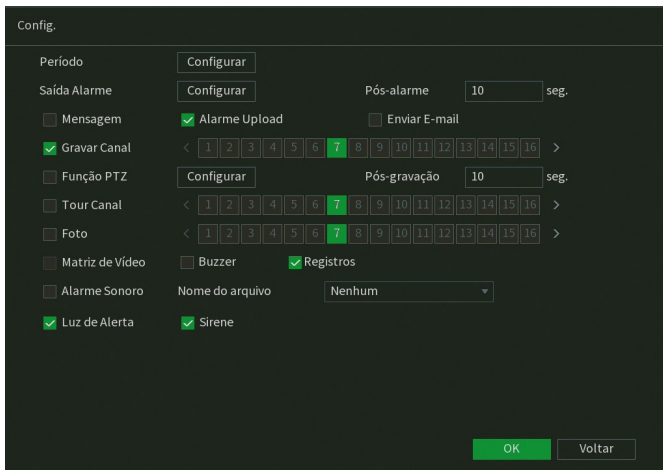 Config.
Período Configurar
Saída Alarme Configurar Pós-alarme 10 seg.
Mensagem Alarme Upload Enviar E-mail
Gravar Canal < 1 2 3 4 5 6 7 8 9 10 11 12 13 14 15 16 >
Função PTZ Configurar Pós-gravação 10 seg.
Tour Canal < 1 2 3 4 5 6 7 8 9 10 11 12 13 14 15 16 >
Foto < 1 2 3 4 5 6 7 8 9 10 11 12 13 14 15 16 >
Matriz de Vídeo Buzzer Registros
Alarme Sonoro Nome do arquivo Nenhum
Luz de Alerta Sirene
OK Voltar